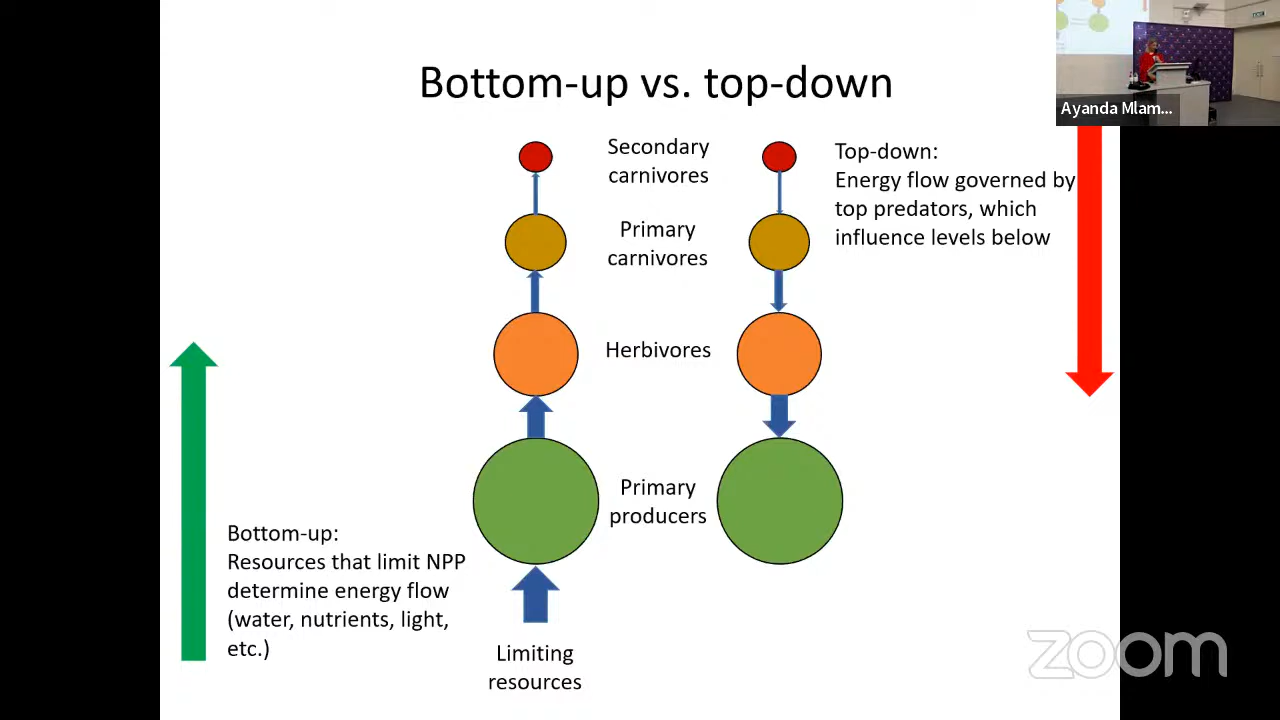 Bottom-up vs. top-down
Ayanda Mlam...
Secondary
carnivores
Top-down:
Energy flow governed by
top predators, which
influence levels below
Primary
carnivores
Herbivores
Primary
producers
Bottom-up:
Resources that limit NPP
determine energy flow
(water, nutrients, light,
etc.)
Limiting
resources
zoom